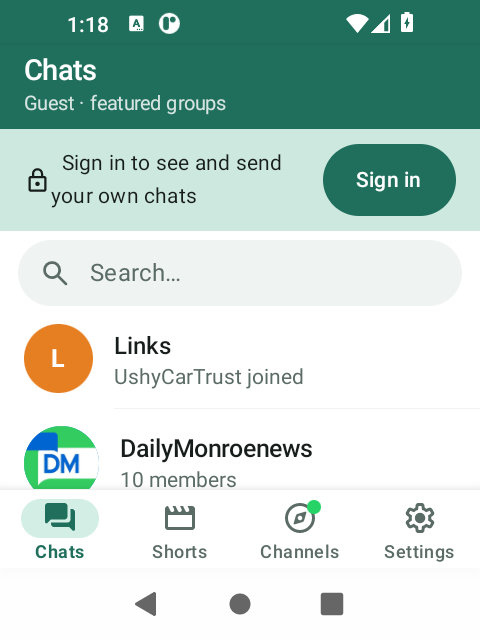 1:18
Chats
Guest · featured groups
Sign in to see and send
your own chats
Sign in
Search…
L
Links
UshyCarTrust joined
DM
DailyMonroenews
10 members
Chats
Shorts
Channels
Settings